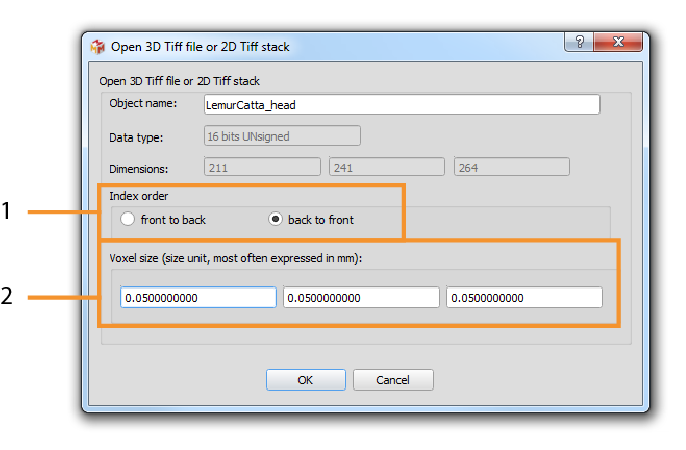 Open 3D Tiff file or 2D Tiff stack
?
X
Open 3D Tiff file or 2D Tiff stack
Object name: LemurCatta_head
Data type: 16 bits UNsigned
Dimensions: 211 241 264
1
Index order
front to back back to front
Voxel size (size unit, most often expressed in mm):
2
0.0500000000 0.0500000000 0.0500000000
OK Cancel